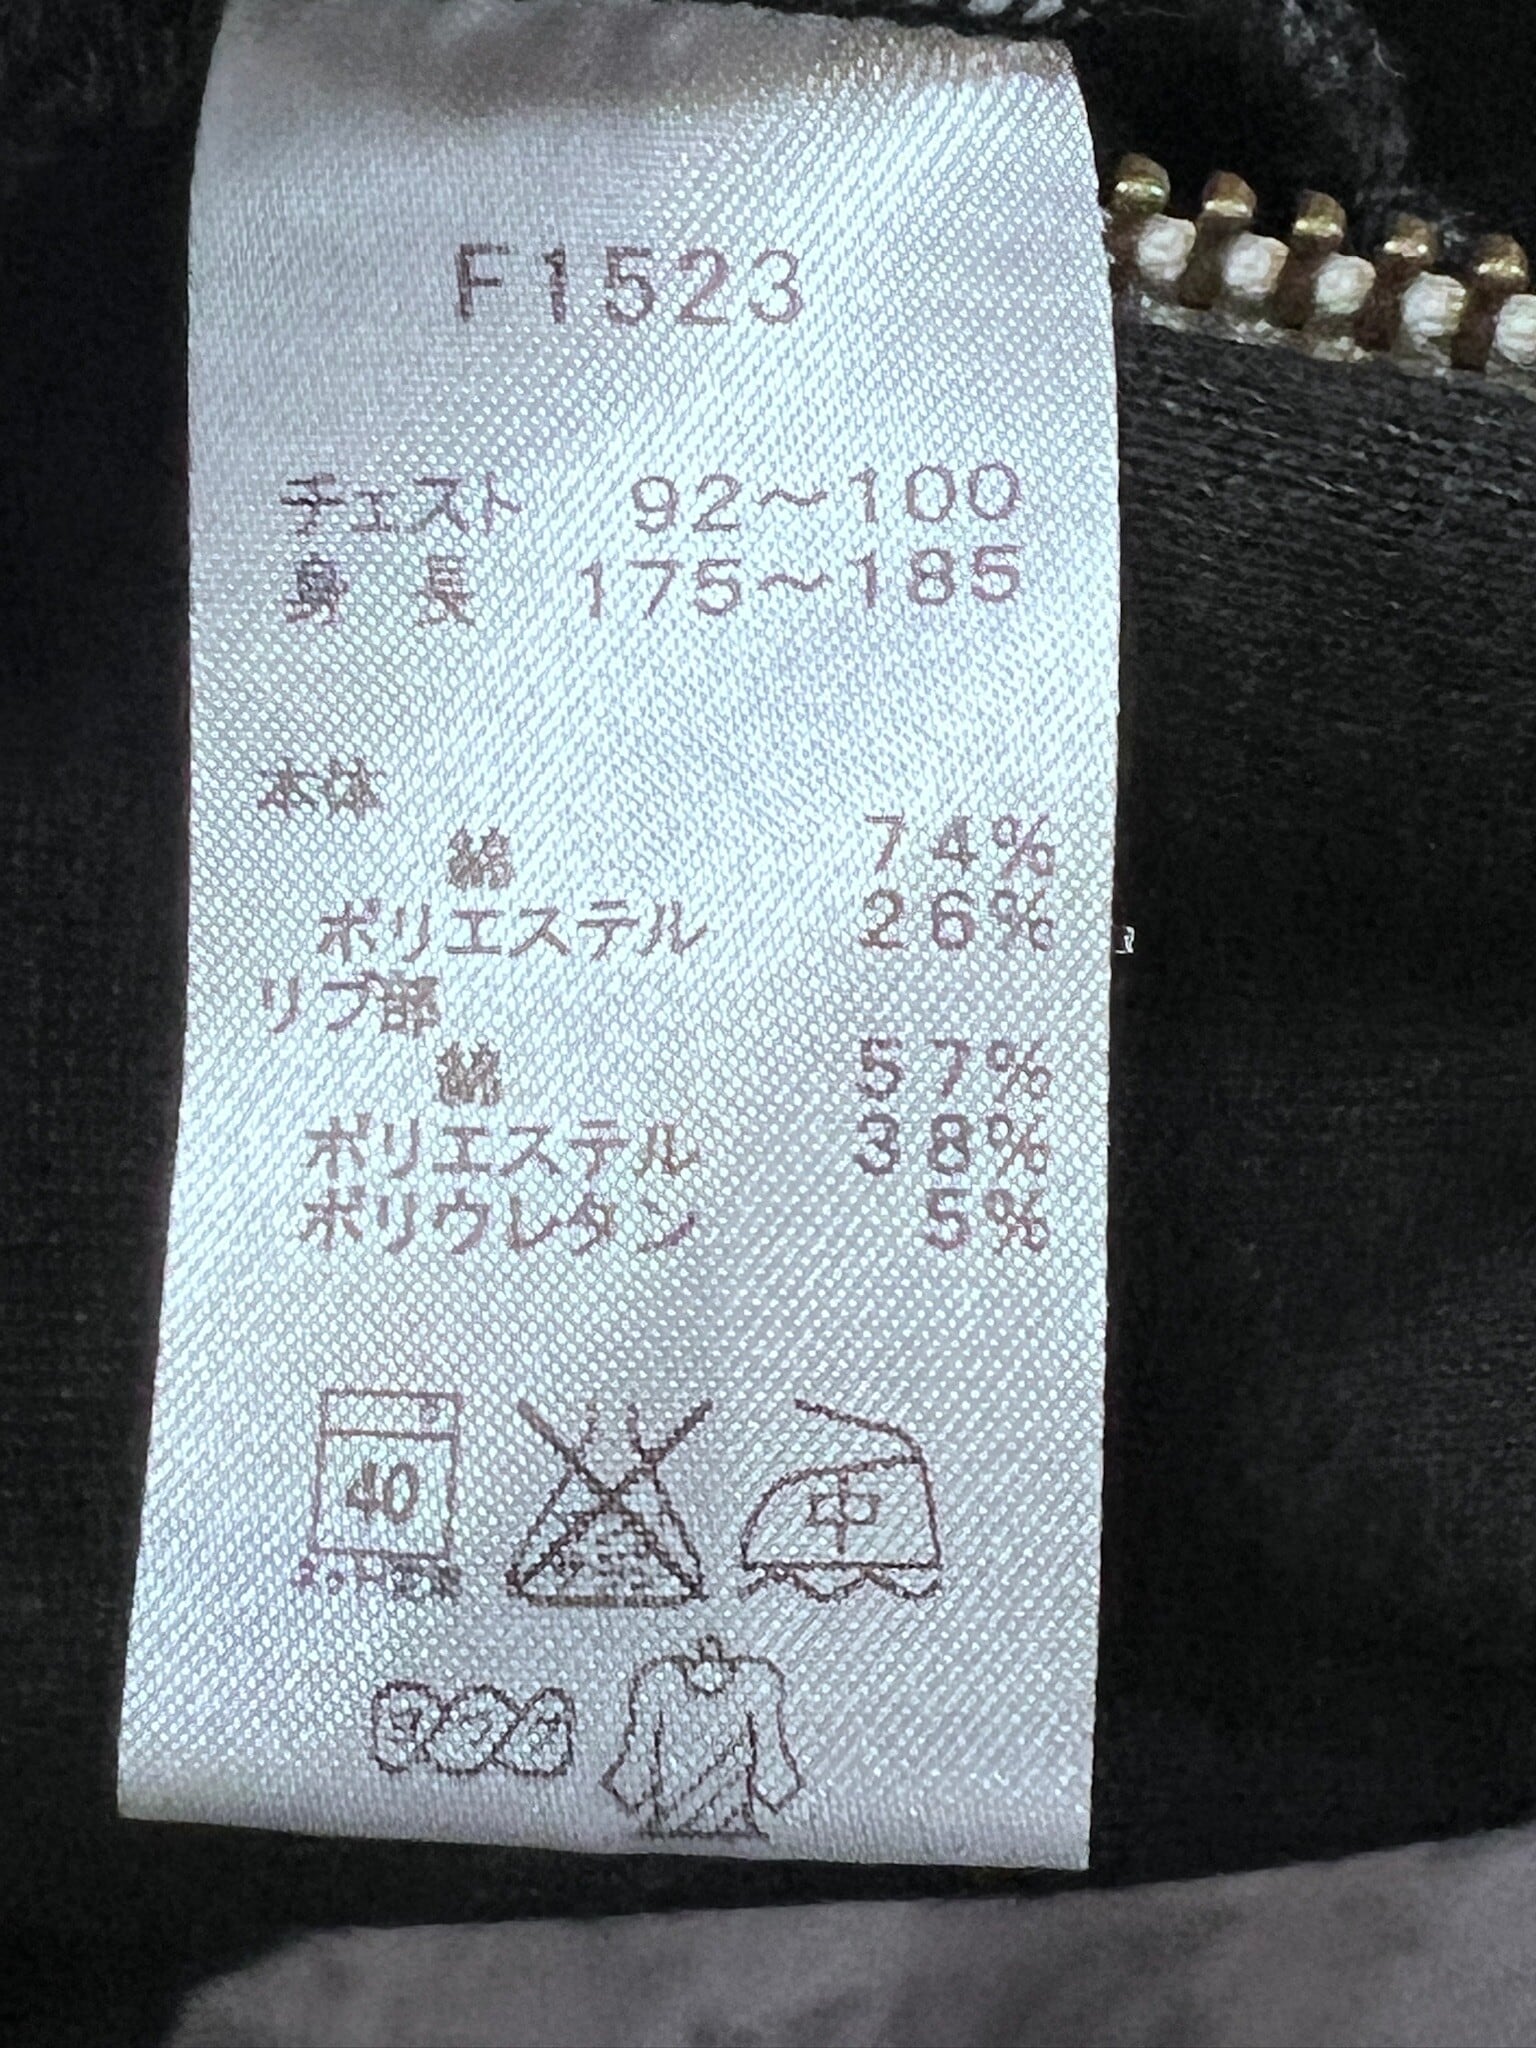 F1523
チェスト 92～100
身長 175～185
本体
綿 74%
ポリエステル 26%
リブ部
綿 57%
ポリエステル 38%
ポリウレタン 5%
40
中